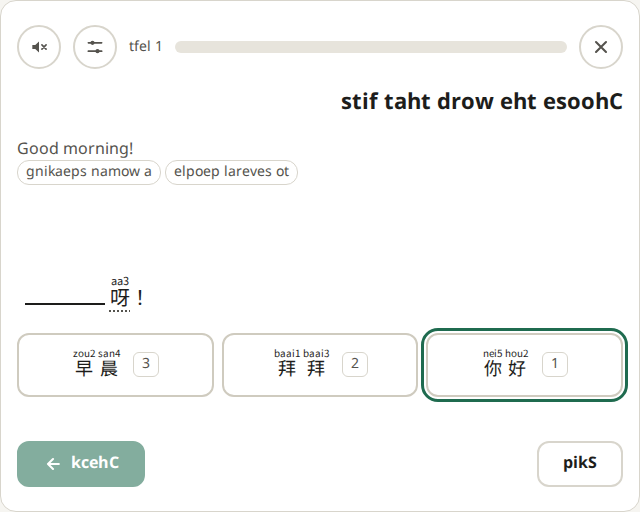 tfel 1
stif taht drow eht esoohC
Good morning!
gnikaeps namow a elpoep lareves ot
aa3
呀 !
zou2 san4 baai1 baai3 nei5 hou2
早 晨 3 拜 拜 2 你 好 1
kcehC pikS